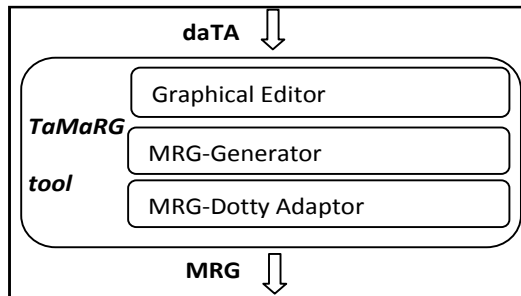 daTA
Graphical Editor
TaMaRG
MRG-Generator
tool
MRG-Dotty Adaptor
MRG